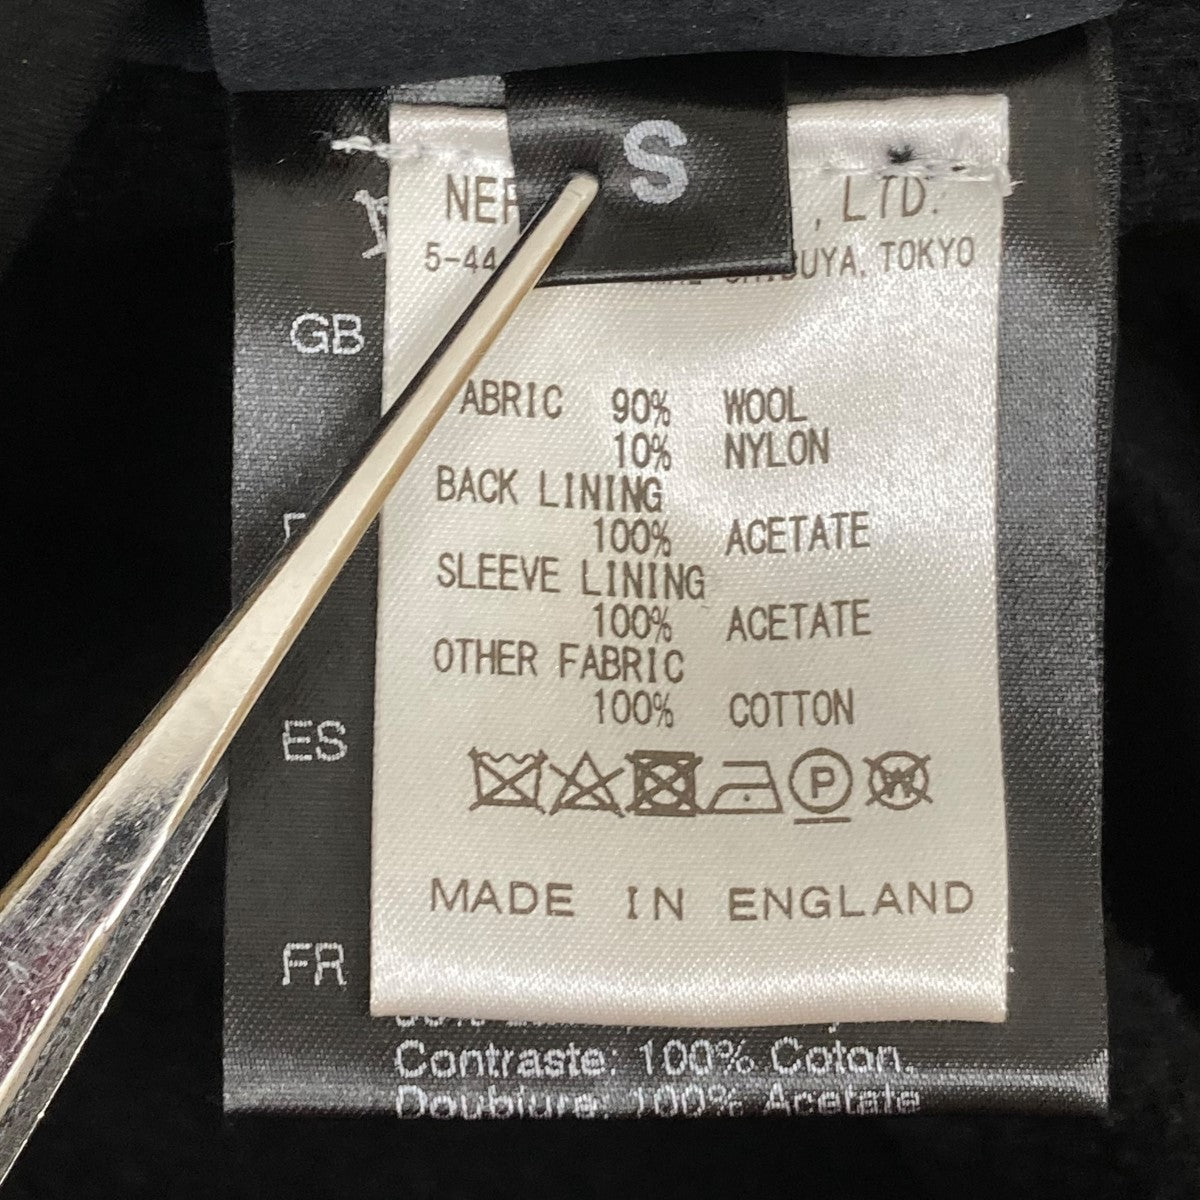 S
, LTD.
5-44
TOKYO
GB
FABRIC 90% WOOL
10% NYLON
BACK LINING
100% ACETATE
SLEEVE LINING
100% ACETATE
OTHER FABRIC
100% COTTON
ES
P
W
MADE IN ENGLAND
FR
Contraste: 100% Coton,
Doublure: 100% Acetate